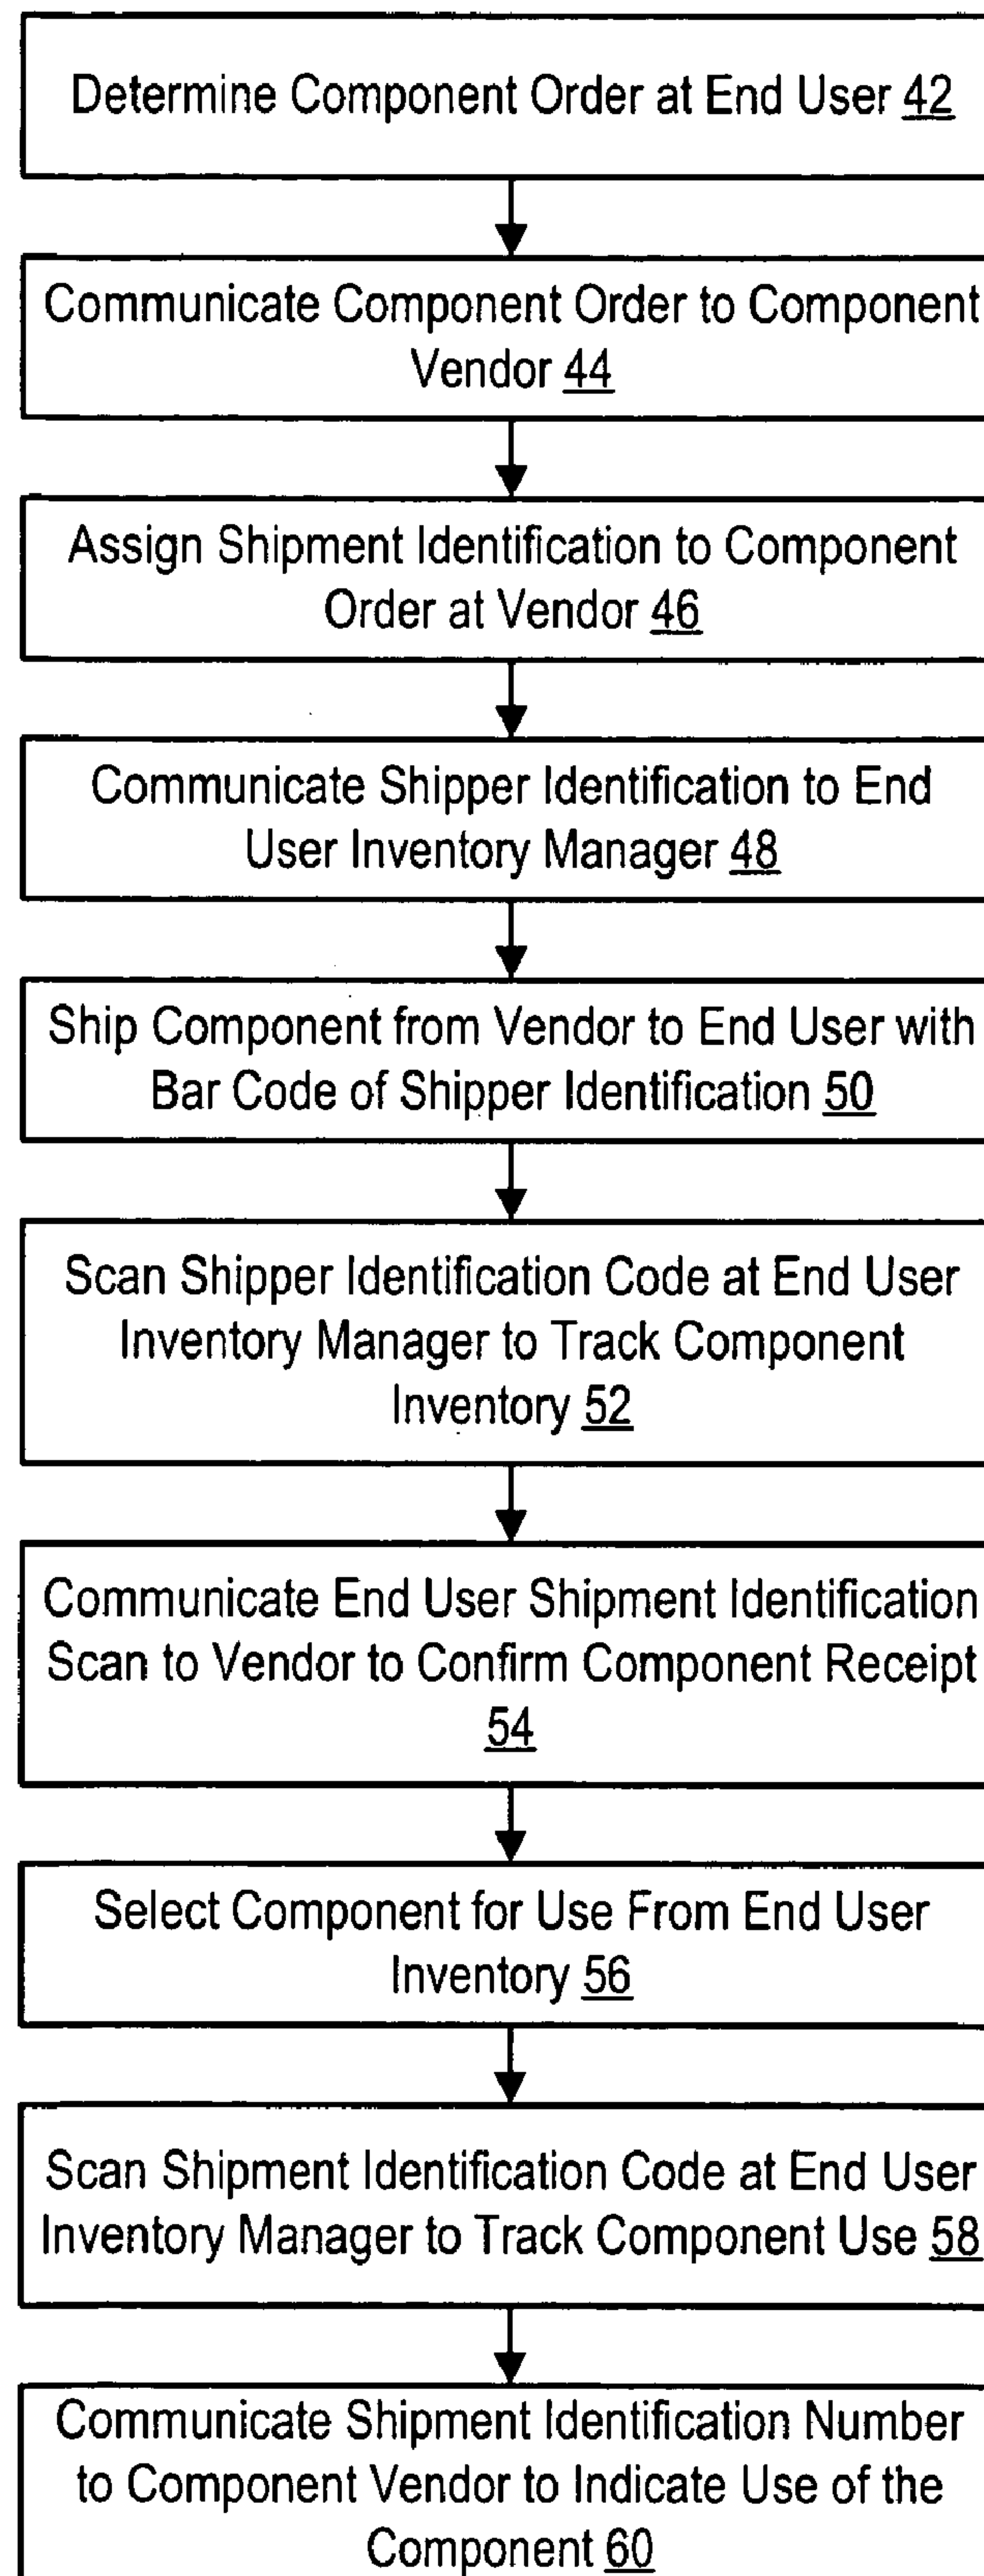 Determine Component Order at End User 42
Communicate Component Order to Component
Vendor 44
Assign Shipment Identification to Component
Order at Vendor 46
Communicate Shipper Identification to End
User Inventory Manager 48
Ship Component from Vendor to End User with
Bar Code of Shipper Identification 50
Scan Shipper Identification Code at End User
Inventory Manager to Track Component
Inventory 52
Communicate End User Shipment Identification
Scan to Vendor to Confirm Component Receipt
54
Select Component for Use From End User
Inventory 56
Scan Shipment Identification Code at End User
Inventory Manager to Track Component Use 58
Communicate Shipment Identification Number
to Component Vendor to Indicate Use of the
Component 60